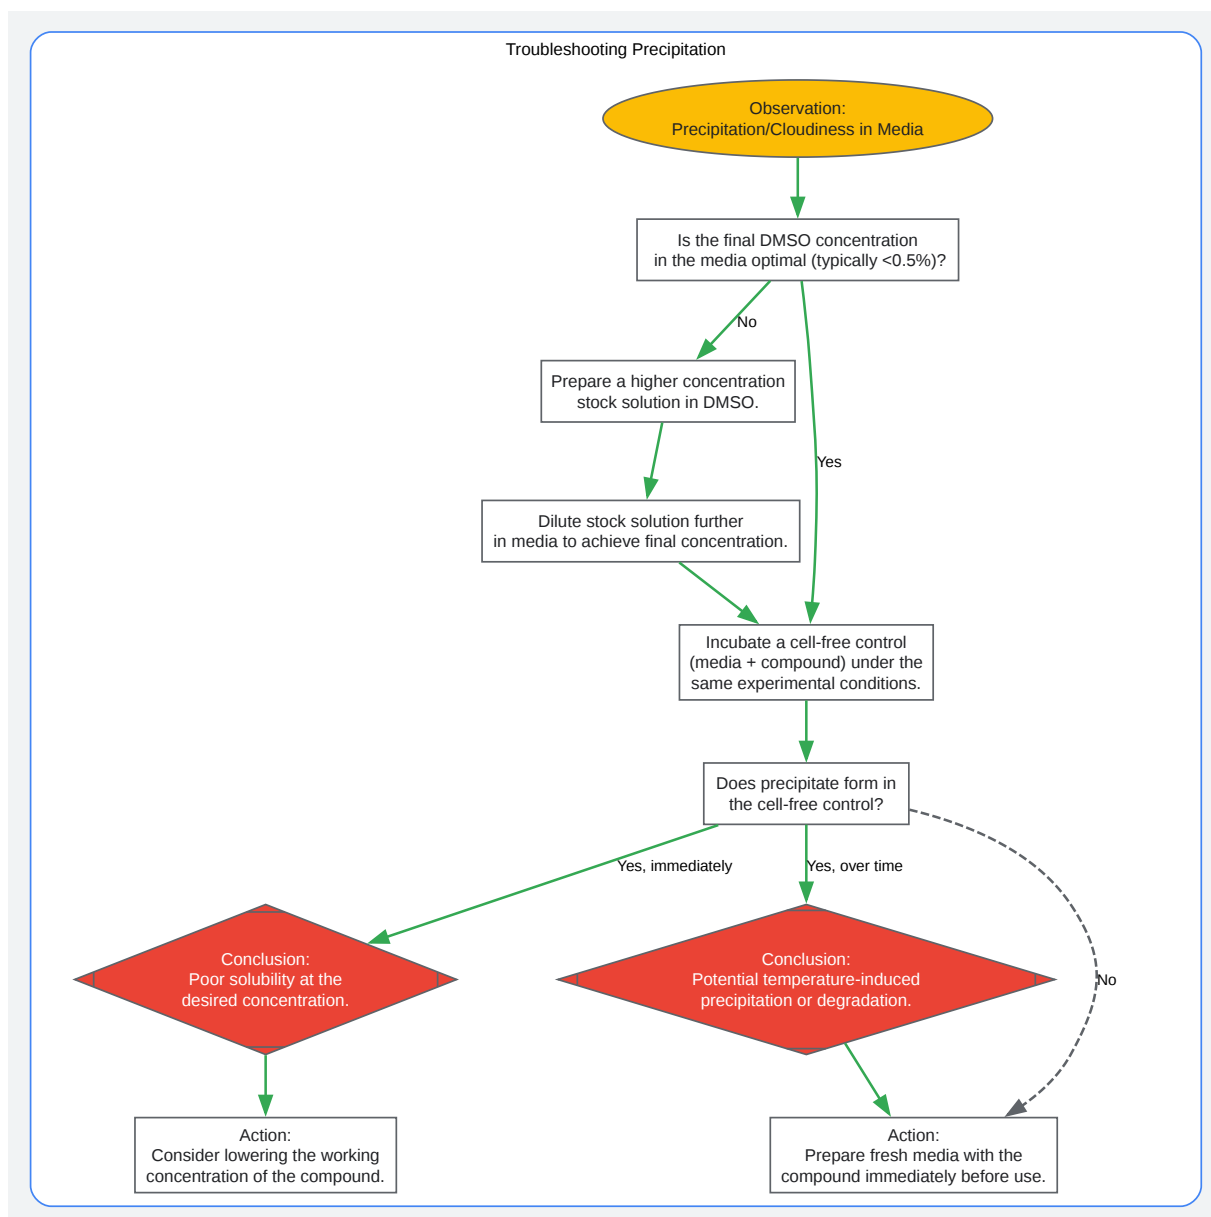 Troubleshooting Precipitation
Observation:
Precipitation/Cloudiness in Media
Is the final DMSO concentration
in the media optimal (typically <0.5%)?
No
Prepare a higher concentration
stock solution in DMSO.
Yes
Dilute stock solution further
in media to achieve final concentration.
Incubate a cell-free control
(media + compound) under the
same experimental conditions.
Does precipitate form in
the cell-free control?
Yes, immediately
Yes, over time
No
Conclusion:
Poor solubility at the
desired concentration.
Conclusion:
Potential temperature-induced
precipitation or degradation.
Action:
Consider lowering the working
concentration of the compound.
Action:
Prepare fresh media with the
compound immediately before use.